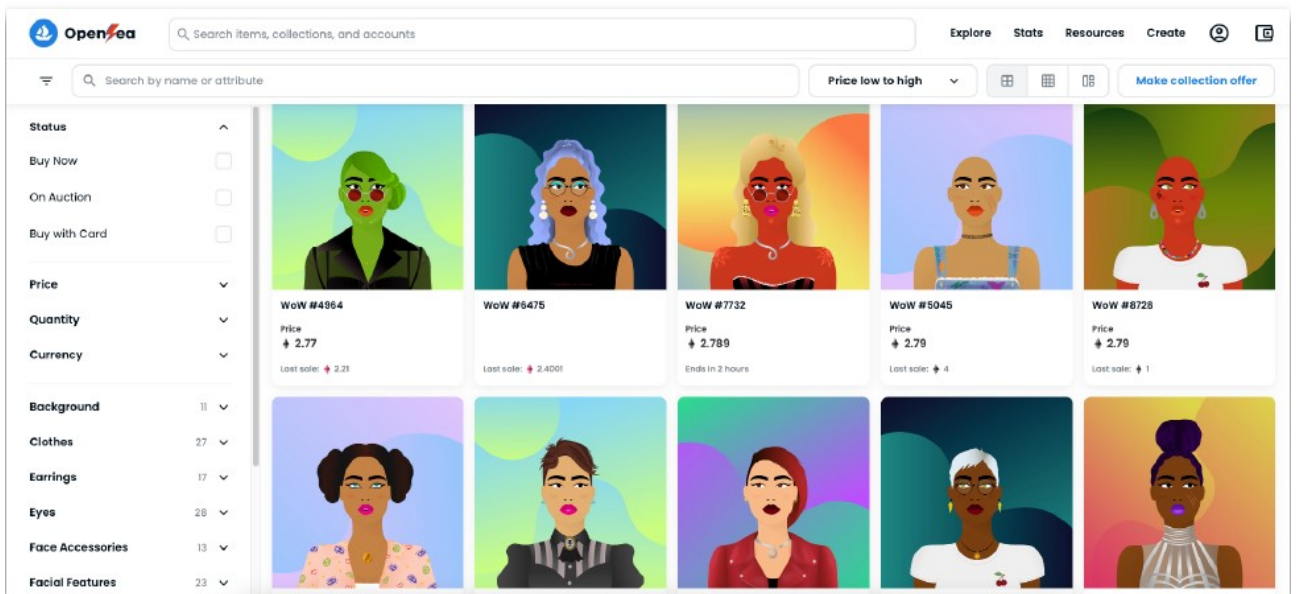 OpenSea
Search items, collections, and accounts
Explore Stats Resources Create
Search by name or attribute
Price low to high
Make collection offer
Status
Buy Now
On Auction
Buy with Card
Price
Quantity
Currency
Background 11
Clothes 27
Earrings 17
Eyes 28
Face Accessories 13
Facial Features 23
WoW #4964
Price
2.77
Last sale: 2.21
WoW #6475
Last sale: 2.4001
WoW #7732
Price
2.789
Ends in 2 hours
WoW #5045
Price
2.79
Last sale: 4
WoW #8728
Price
2.79
Last sale: 1